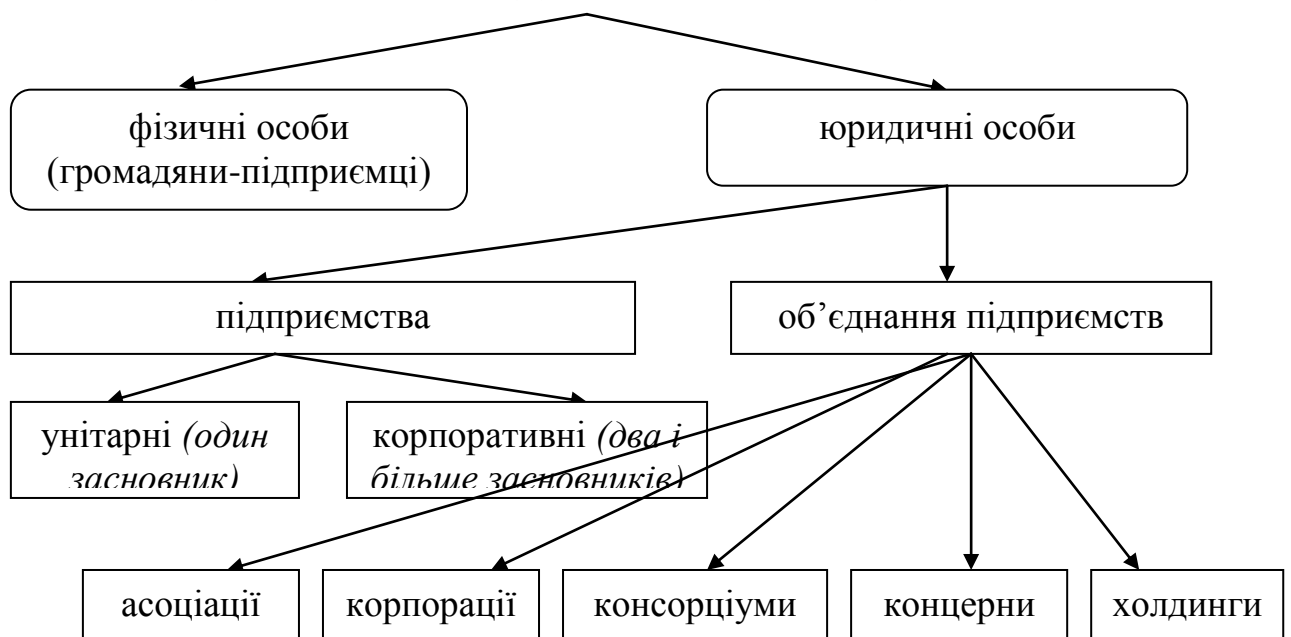 фізичні особи
(громадяни-підприємці)
юридичні особи
підприємства
об’єднання підприємств
унітарні (один
засновник)
корпоративні (два і
більше засновників)
асоціації
корпорації
консорціуми
концерни
холдинги